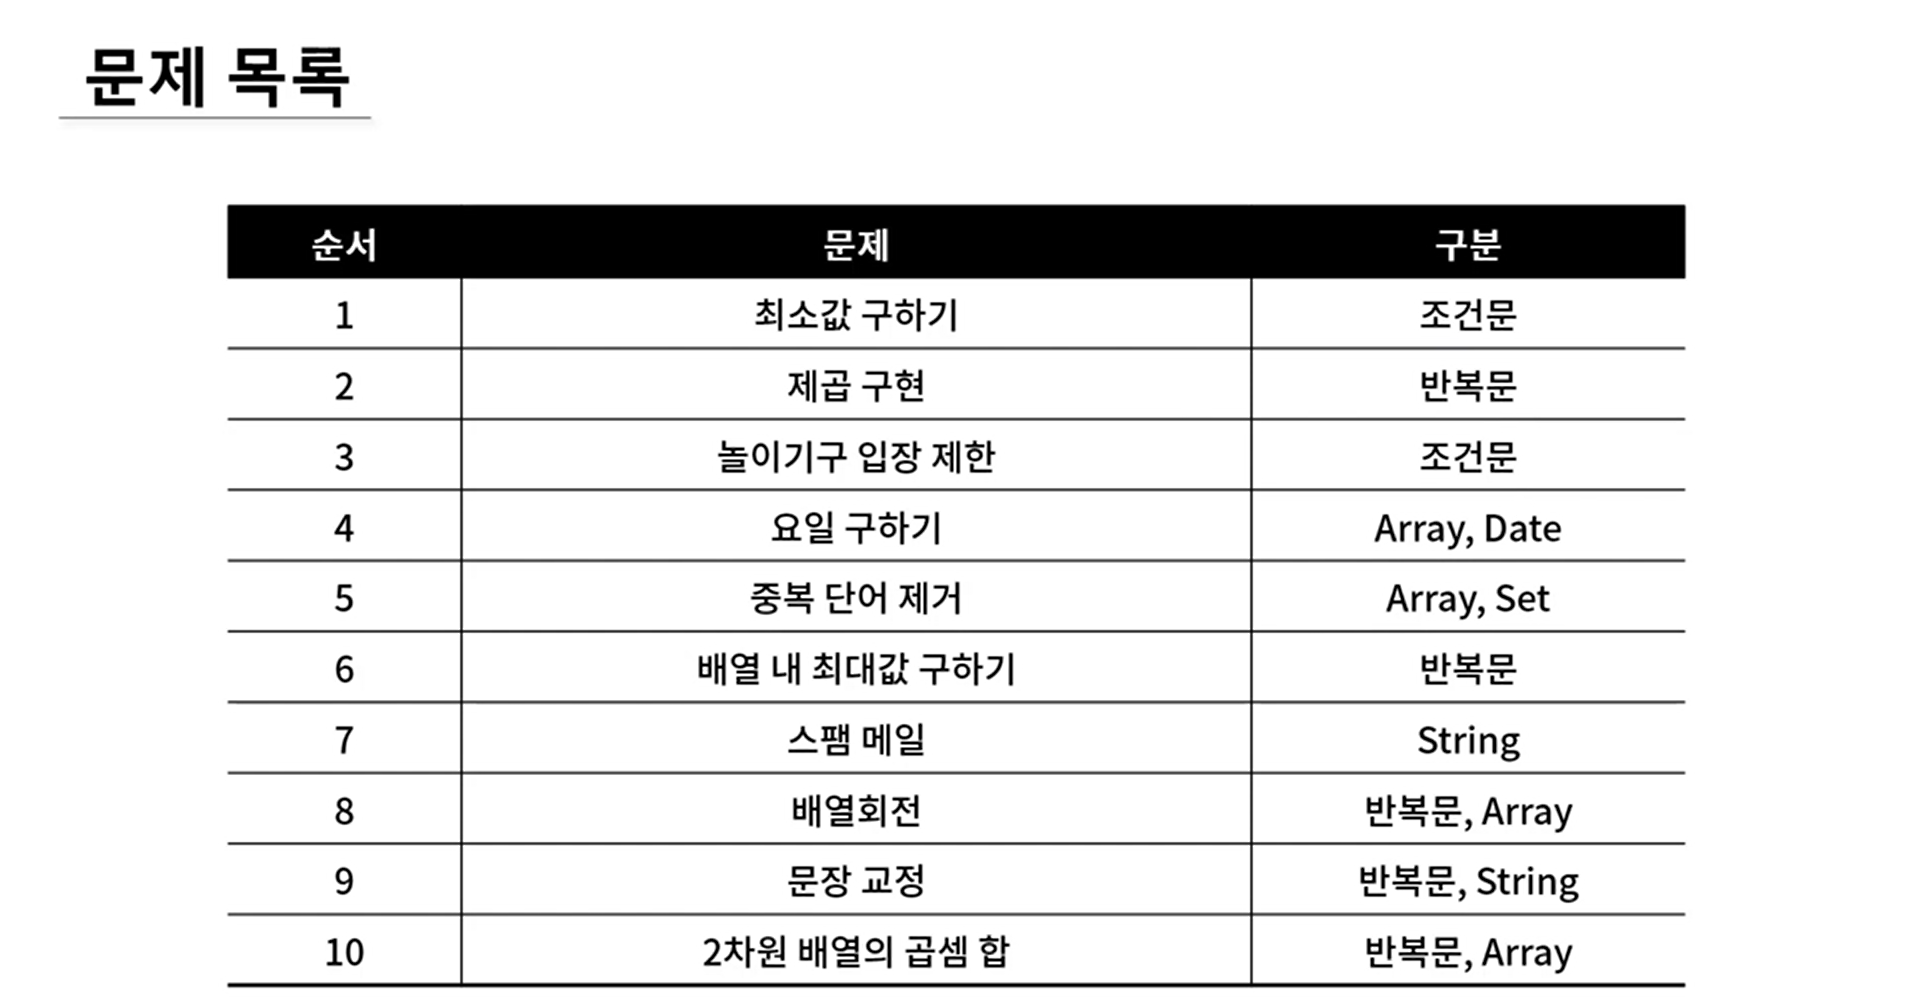 문제 목록
순서 문제 구분
1 최소값 구하기 조건문
2 제곱 구현 반복문
3 놀이기구 입장 제한 조건문
4 요일 구하기 Array, Date
5 중복 단어 제거 Array, Set
6 배열 내 최대값 구하기 반복문
7 스팸 메일 String
8 배열회전 반복문, Array
9 문장 교정 반복문, String
10 2차원 배열의 곱셈 합 반복문, Array